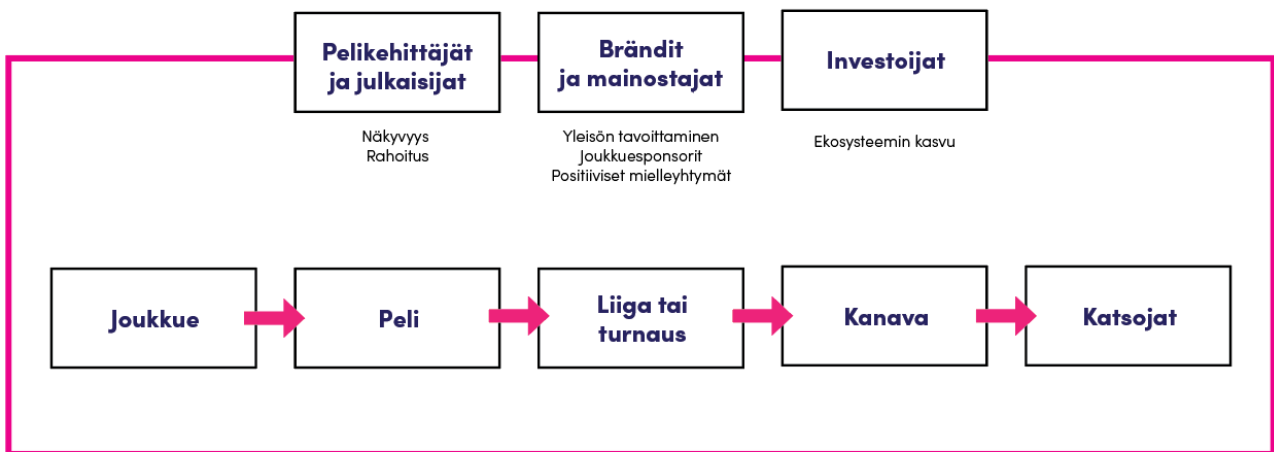 Pelikehittäjät
ja julkaisijat
Näkyvyys
Rahoitus
Brändit
ja mainostajat
Yleisön tavoittaminen
Joukkuesponsorit
Positiiviset mielleyhtymät
Investoijat
Ekosysteemin kasvu
Joukkue
Peli
Liiga tai
turnaus
Kanava
Katsojat